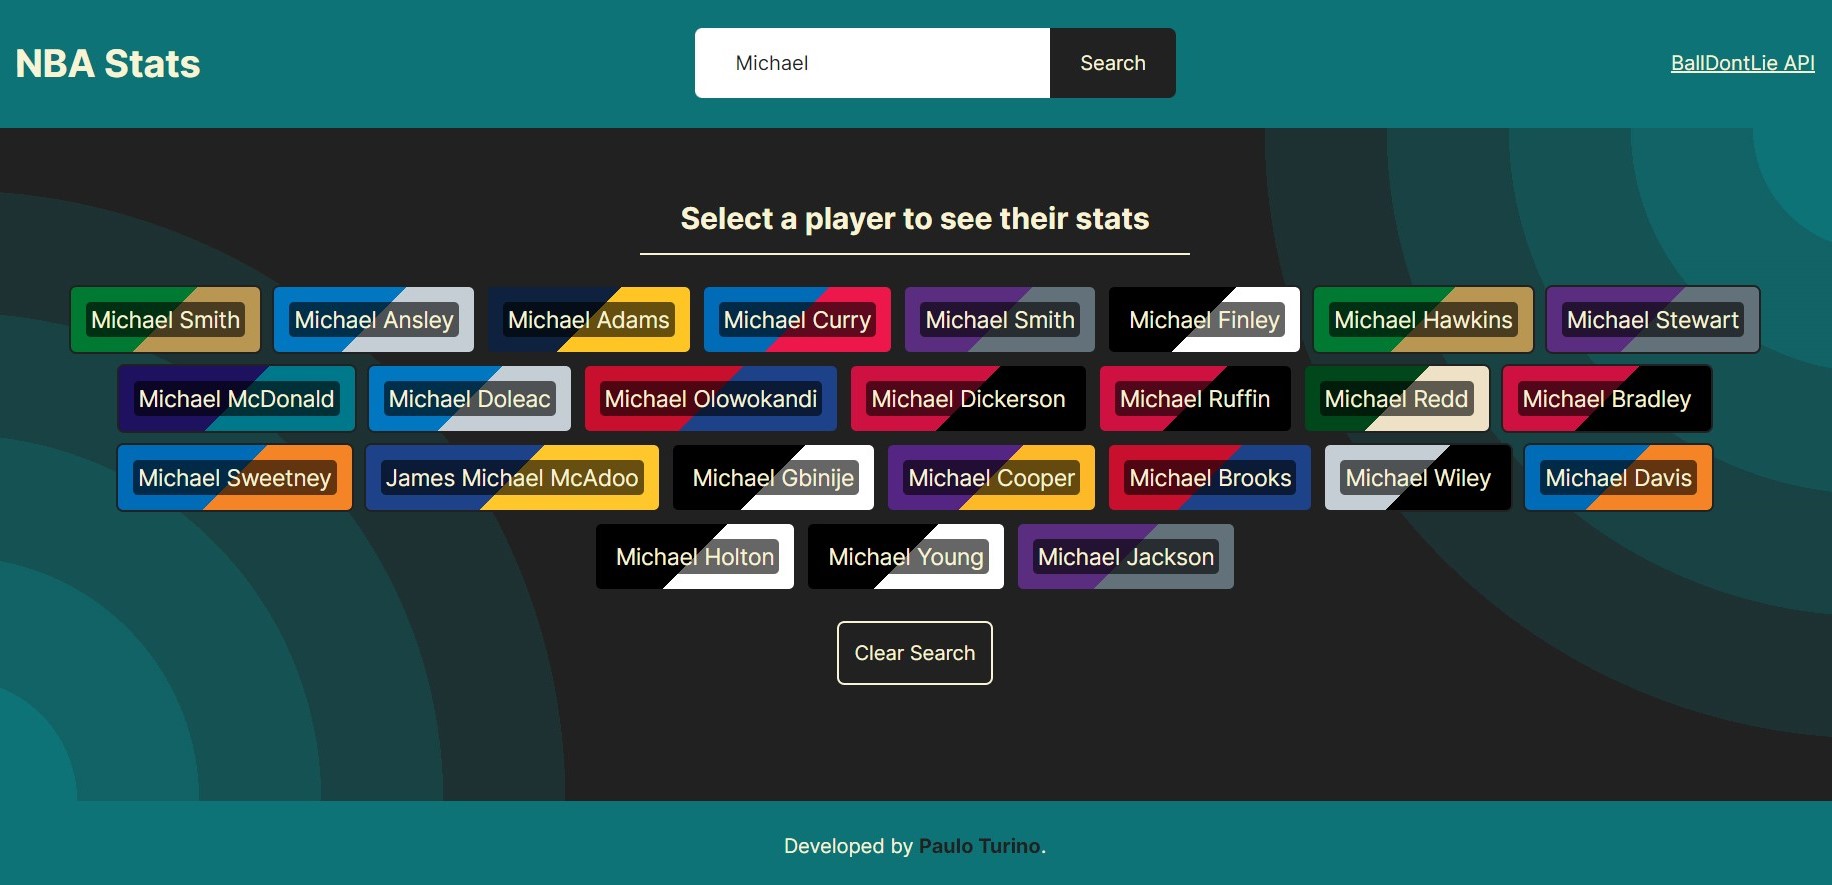 NBA Stats
Michael
Search
BallDontLie API
Select a player to see their stats
Michael Smith
Michael Ansley
Michael Adams
Michael Curry
Michael Smith
Michael Finley
Michael Hawkins
Michael Stewart
Michael McDonald
Michael Doleac
Michael Olowokandi
Michael Dickerson
Michael Ruffin
Michael Redd
Michael Bradley
Michael Sweetney
James Michael McAdoo
Michael Gbinije
Michael Cooper
Michael Brooks
Michael Wiley
Michael Davis
Michael Holton
Michael Young
Michael Jackson
Clear Search
Developed by Paulo Turino.